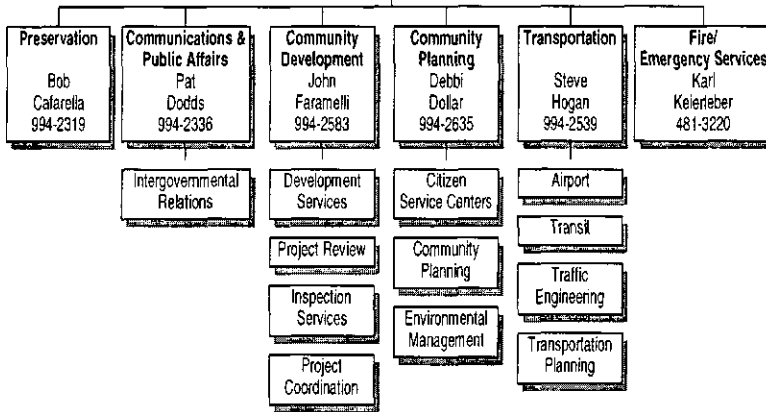 Preservation
Bob
Cafarella
994-2319
Communications &
Public Affairs
Pat
Dodds
994-2336
Intergovernmental
Relations
Community
Development
John
Faramelli
994-2583
Development
Services
Project Review
Inspection
Services
Project
Coordination
Community
Planning
Debbi
Dollar
994-2635
Citizen
Service Centers
Community
Planning
Environmental
Management
Transportation
Steve
Hogan
994-2539
Airport
Transit
Traffic
Engineering
Transportation
Planning
Fire/
Emergency Services
Karl
Keierleber
481-3220